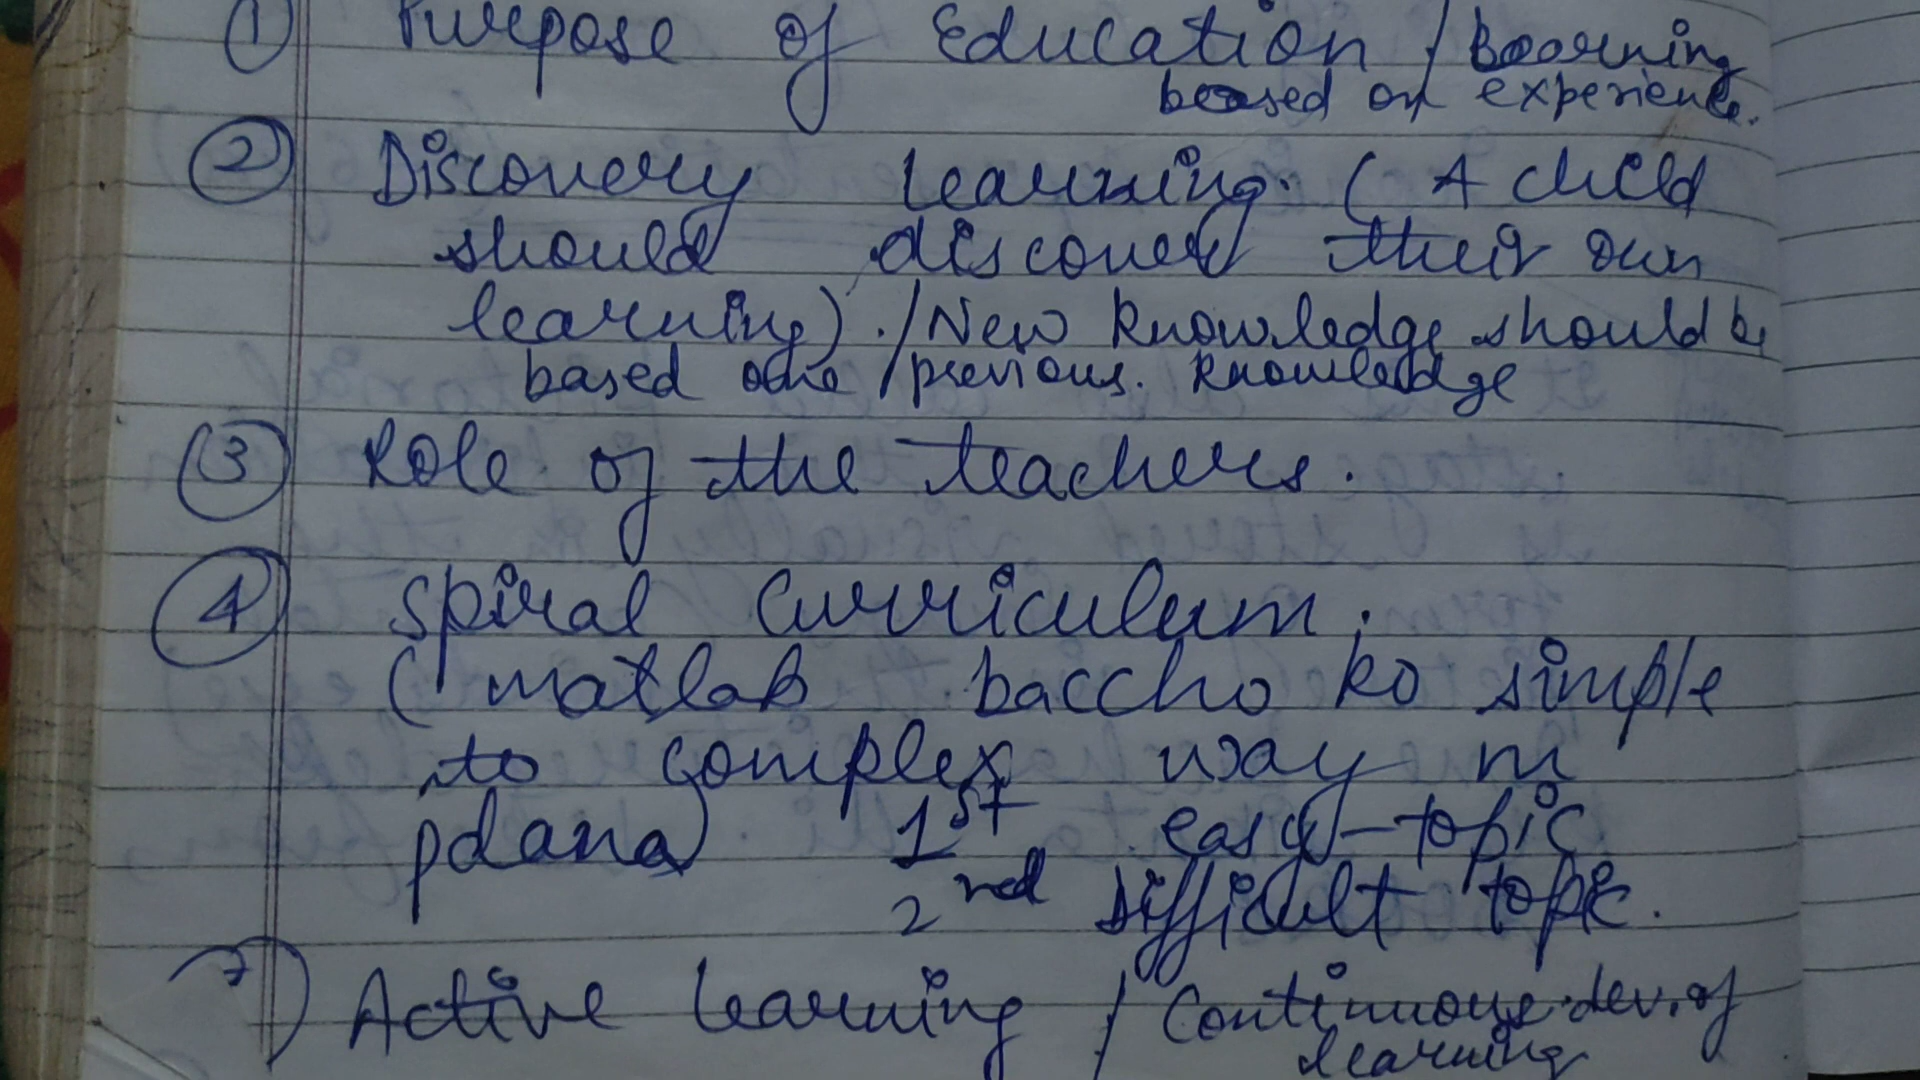 ① Purpose of Education / Learning
based on experience.
② Discovery learning. ( A child
should discover their own
learning) . / New knowledge should be
based on / previous. knowledge
③ Role of the teachers.
④ Spiral Curriculum.
( matlab baccho ko simple
to complex way m
pdana) 1st easy-topic
2nd Difficult topic.
Active learning / Continuous dev. of
learning